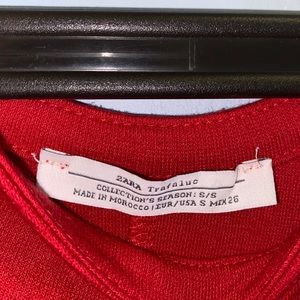 ZARA Trafaluc
COLLECTION'S SEASON: S/S
MADE IN MOROCCO | EUR/USA S MEX 26